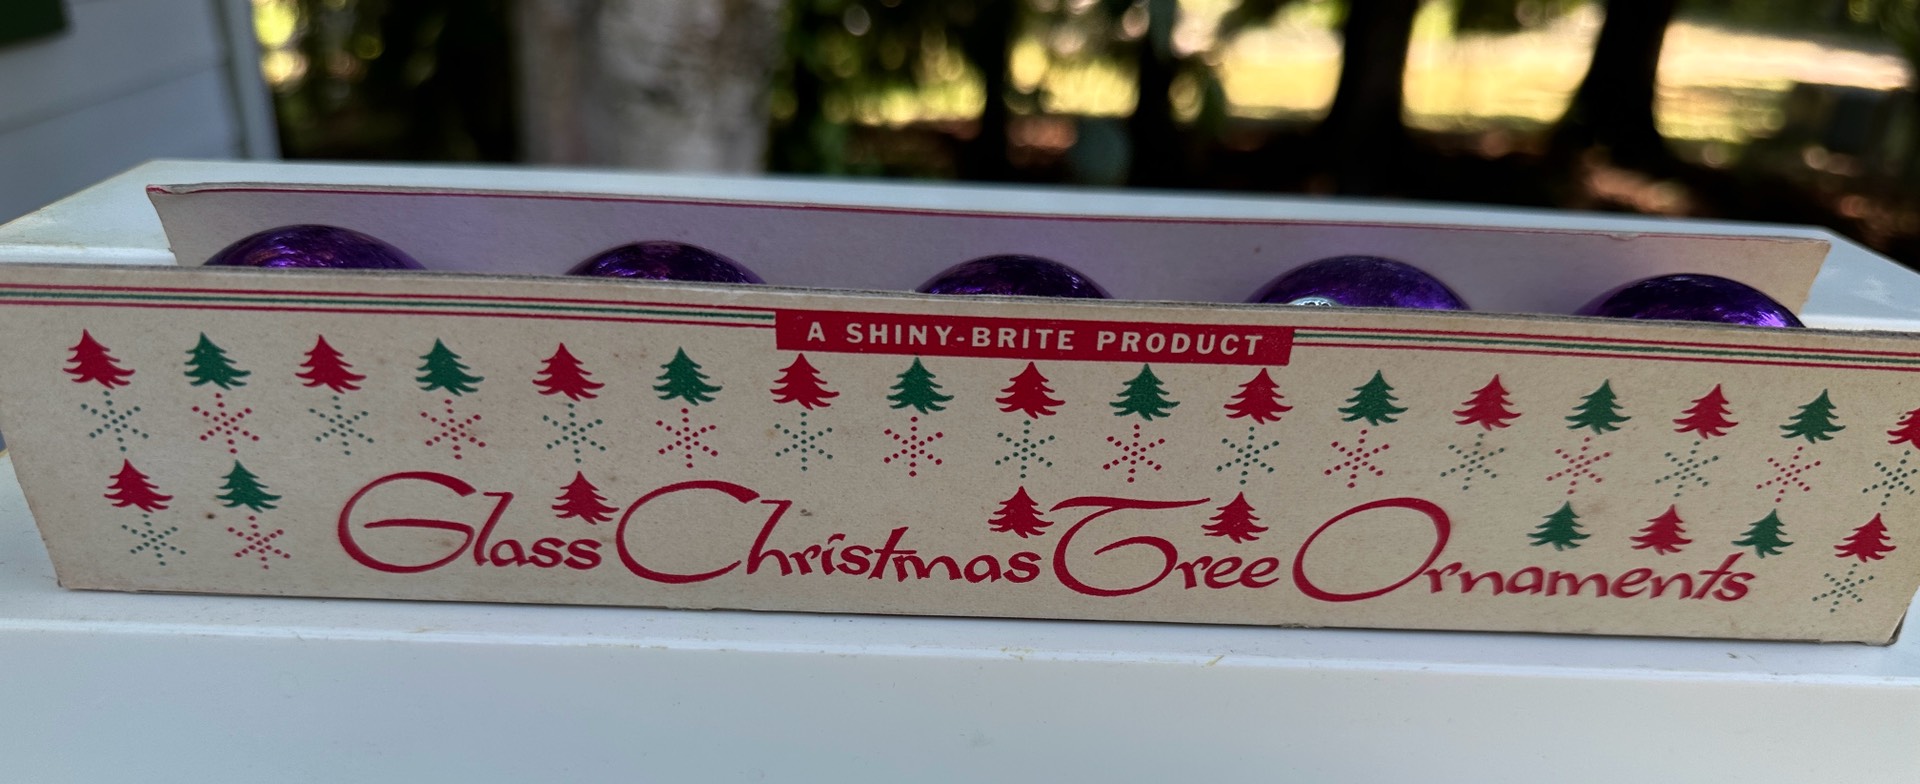 A SHINY-BRITE PRODUCT
Glass Christmas Tree Ornaments